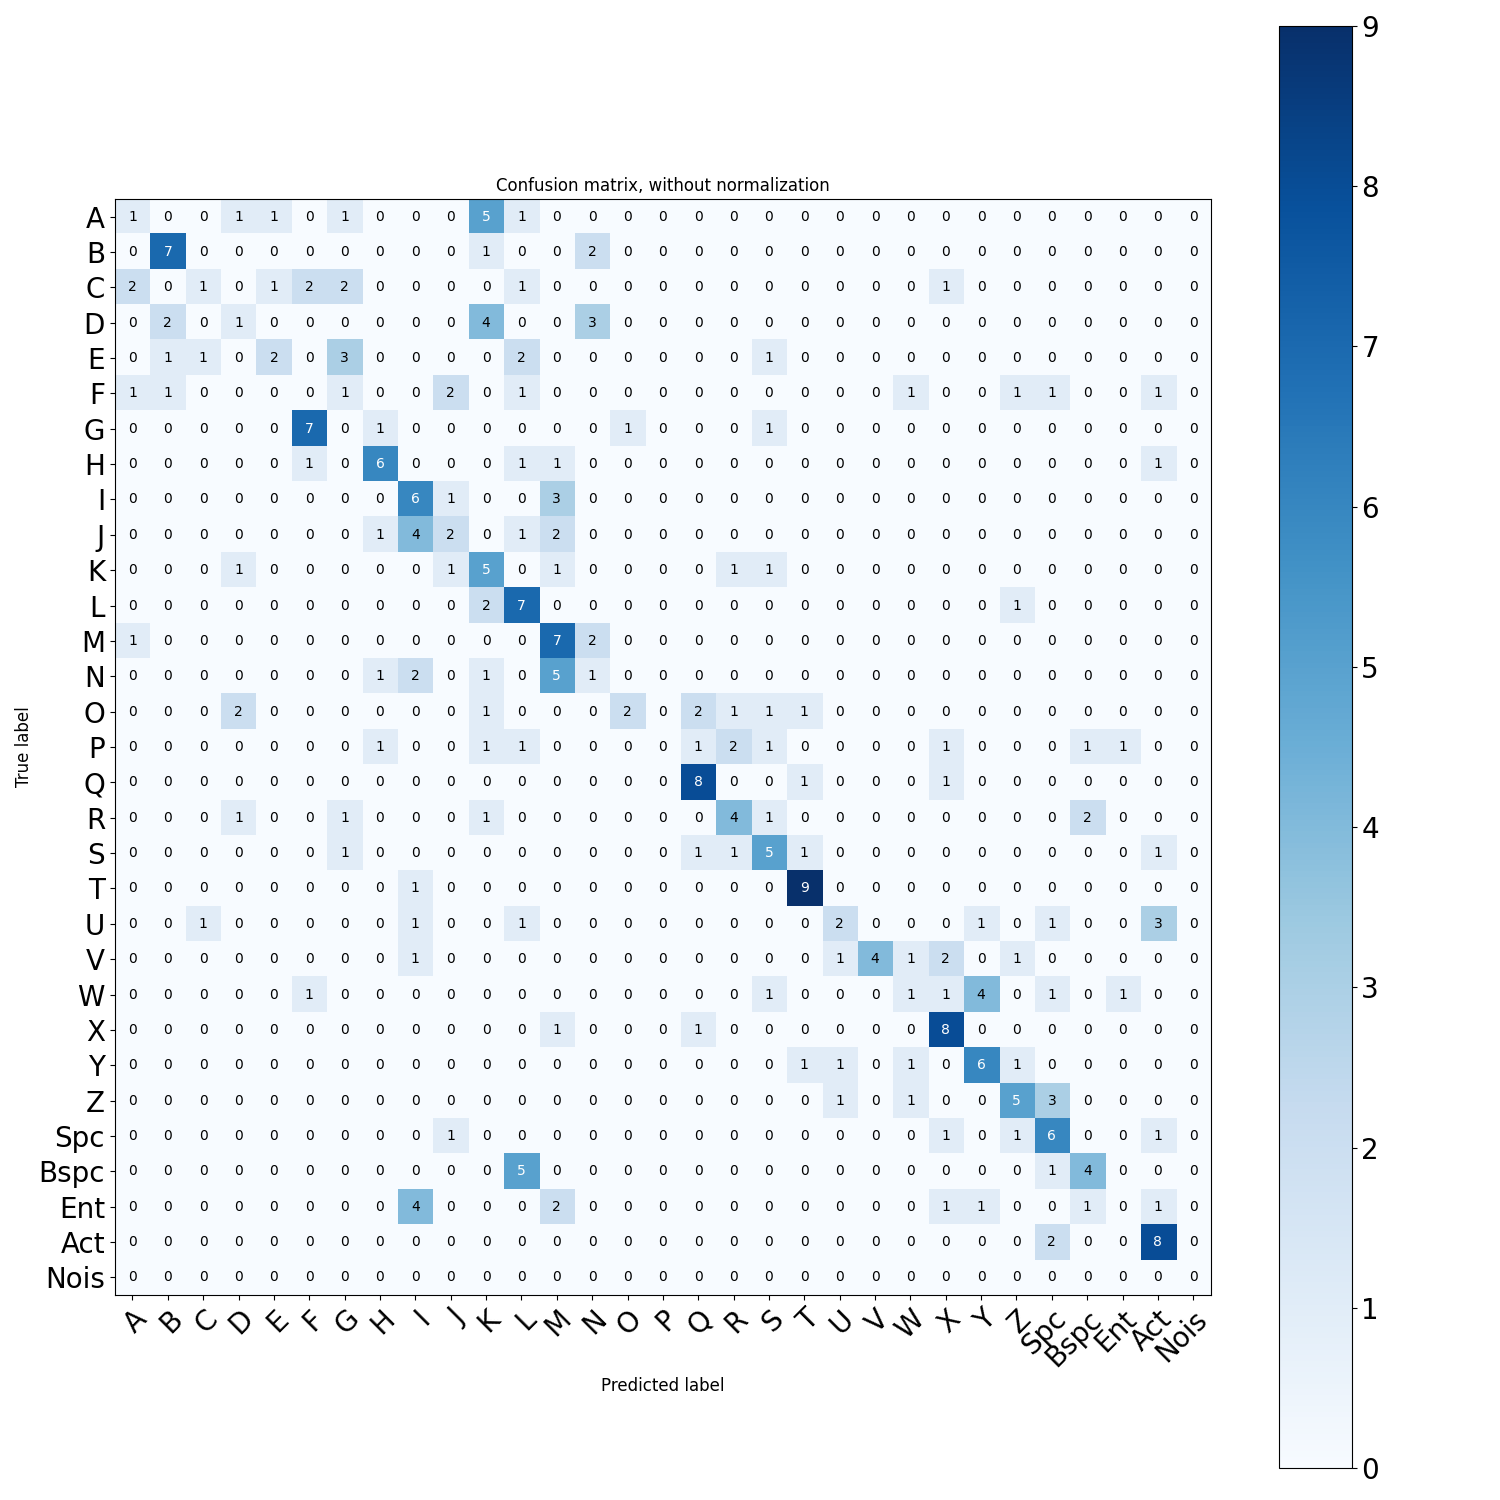 Confusion matrix, without normalization
A 1 0 0 1 1 0 1 0 0 0 5 1 0 0 0 0 0 0 0 0 0 0 0 0 0 0 0 0 0 0 0
B 0 7 0 0 0 0 0 0 0 0 1 0 0 2 0 0 0 0 0 0 0 0 0 0 0 0 0 0 0 0 0
C 2 0 1 0 1 2 2 0 0 0 0 1 0 0 0 0 0 0 0 0 0 0 0 1 0 0 0 0 0 0 0
D 0 2 0 1 0 0 0 0 0 0 4 0 0 3 0 0 0 0 0 0 0 0 0 0 0 0 0 0 0 0 0
E 0 1 1 0 2 0 3 0 0 0 0 2 0 0 0 0 0 0 1 0 0 0 0 0 0 0 0 0 0 0 0
F 1 1 0 0 0 0 1 0 0 2 0 1 0 0 0 0 0 0 0 0 0 0 1 0 0 1 1 0 0 1 0
G 0 0 0 0 0 7 0 1 0 0 0 0 0 0 1 0 0 0 1 0 0 0 0 0 0 0 0 0 0 0 0
H 0 0 0 0 0 1 0 6 0 0 0 1 1 0 0 0 0 0 0 0 0 0 0 0 0 0 0 0 0 1 0
I 0 0 0 0 0 0 0 0 6 1 0 0 3 0 0 0 0 0 0 0 0 0 0 0 0 0 0 0 0 0 0
J 0 0 0 0 0 0 0 1 4 2 0 1 2 0 0 0 0 0 0 0 0 0 0 0 0 0 0 0 0 0 0
K 0 0 0 1 0 0 0 0 0 1 5 0 1 0 0 0 0 1 1 0 0 0 0 0 0 0 0 0 0 0 0
L 0 0 0 0 0 0 0 0 0 0 2 7 0 0 0 0 0 0 0 0 0 0 0 0 0 1 0 0 0 0 0
M 1 0 0 0 0 0 0 0 0 0 0 0 7 2 0 0 0 0 0 0 0 0 0 0 0 0 0 0 0 0 0
N 0 0 0 0 0 0 0 1 2 0 1 0 5 1 0 0 0 0 0 0 0 0 0 0 0 0 0 0 0 0 0
O 0 0 0 2 0 0 0 0 0 0 1 0 0 0 2 0 2 1 1 1 0 0 0 0 0 0 0 0 0 0 0
P 0 0 0 0 0 0 0 1 0 0 1 1 0 0 0 0 1 2 1 0 0 0 0 1 0 0 0 1 1 0 0
Q 0 0 0 0 0 0 0 0 0 0 0 0 0 0 0 0 8 0 0 1 0 0 0 1 0 0 0 0 0 0 0
R 0 0 0 1 0 0 1 0 0 0 1 0 0 0 0 0 0 4 1 0 0 0 0 0 0 0 0 2 0 0 0
S 0 0 0 0 0 0 1 0 0 0 0 0 0 0 0 0 1 1 5 1 0 0 0 0 0 0 0 0 0 1 0
T 0 0 0 0 0 0 0 0 1 0 0 0 0 0 0 0 0 0 0 9 0 0 0 0 0 0 0 0 0 0 0
U 0 0 1 0 0 0 0 0 1 0 0 1 0 0 0 0 0 0 0 0 2 0 0 0 1 0 1 0 0 3 0
V 0 0 0 0 0 0 0 0 1 0 0 0 0 0 0 0 0 0 0 0 1 4 1 2 0 1 0 0 0 0 0
W 0 0 0 0 0 1 0 0 0 0 0 0 0 0 0 0 0 0 1 0 0 0 1 1 4 0 1 0 1 0 0
X 0 0 0 0 0 0 0 0 0 0 0 0 1 0 0 0 1 0 0 0 0 0 0 8 0 0 0 0 0 0 0
Y 0 0 0 0 0 0 0 0 0 0 0 0 0 0 0 0 0 0 0 1 1 0 1 0 6 1 0 0 0 0 0
Z 0 0 0 0 0 0 0 0 0 0 0 0 0 0 0 0 0 0 0 0 1 0 1 0 0 5 3 0 0 0 0
Spc 0 0 0 0 0 0 0 0 0 1 0 0 0 0 0 0 0 0 0 0 0 0 0 1 0 1 6 0 0 1 0
Bspc 0 0 0 0 0 0 0 0 0 0 0 5 0 0 0 0 0 0 0 0 0 0 0 0 0 0 1 4 0 0 0
Ent 0 0 0 0 0 0 0 0 4 0 0 0 2 0 0 0 0 0 0 0 0 0 0 1 1 0 0 1 0 1 0
Act 0 0 0 0 0 0 0 0 0 0 0 0 0 0 0 0 0 0 0 0 0 0 0 0 0 0 2 0 0 8 0
Nois 0 0 0 0 0 0 0 0 0 0 0 0 0 0 0 0 0 0 0 0 0 0 0 0 0 0 0 0 0 0 0
A B C D E F G H I J K L M N O P Q R S T U V W X Y Z Spc Bspc Ent Act Nois
Predicted label
True label
9
8
7
6
5
4
3
2
1
0